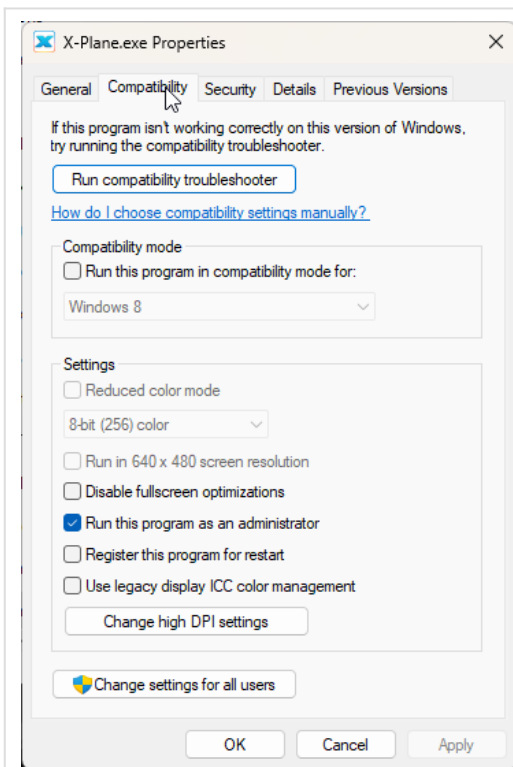 X-Plane.exe Properties
General Compatibility Security Details Previous Versions
If this program isn't working correctly on this version of Windows,
try running the compatibility troubleshooter.
Run compatibility troubleshooter
How do I choose compatibility settings manually?
Compatibility mode
Run this program in compatibility mode for:
Windows 8
Settings
Reduced color mode
8-bit (256) color
Run in 640 x 480 screen resolution
Disable fullscreen optimizations
Run this program as an administrator
Register this program for restart
Use legacy display ICC color management
Change high DPI settings
Change settings for all users
OK Cancel Apply